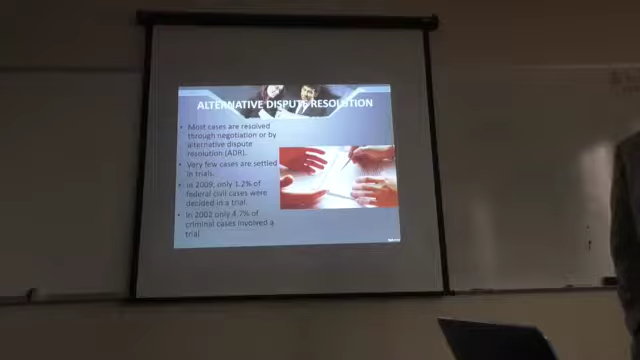 ALTERNATIVE DISPUTE RESOLUTION
• Most cases are resolved
through negotiation or by
alternative dispute
resolution (ADR).
• Very few cases are settled
in trials.
• In 2009, only 1.2% of
federal civil cases were
decided in a trial.
• In 2002 only 4.7% of
criminal cases involved a
trial